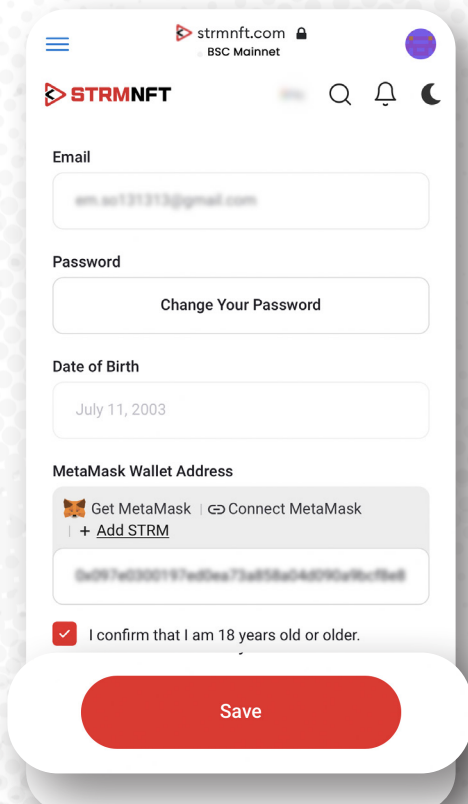 strmnft.com
BSC Mainnet
STRMNFT
Email
Password
Change Your Password
Date of Birth
July 11, 2003
MetaMask Wallet Address
Get MetaMask | Connect MetaMask
| + Add STRM
I confirm that I am 18 years old or older.
Save